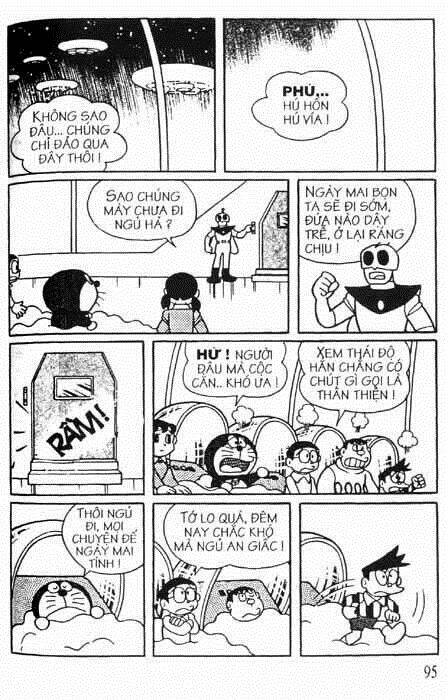 KHÔNG SAO
ĐÂU... CHÚNG
CHỈ ĐẢO QUA
ĐÂY THÔI !
PHÙ,..
HÚ HỒN
HÚ VÍA !
SAO CHÚNG
MÀY CHƯA ĐI
NGỦ HẢ ?
NGÀY MAI BỌN
TA SẼ ĐI SỚM,
ĐỨA NÀO DẬY
TRỄ, Ở LẠI RÁNG
CHỊU !
RẦM!
HỪ ! NGƯỜI
ĐÂU MÀ CỘC
CẰN.. KHÓ ƯA !
XEM THÁI ĐỘ
HẮN CHẲNG CÓ
CHÚT GÌ GỌI LÀ
THÂN THIỆN !
THÔI NGỦ
ĐI, MỌI
CHUYỆN ĐỂ
NGÀY MAI
TÍNH !
TỚ LO QUÁ, ĐÊM
NAY CHẮC KHÓ
MÀ NGỦ AN GIẤC !
95